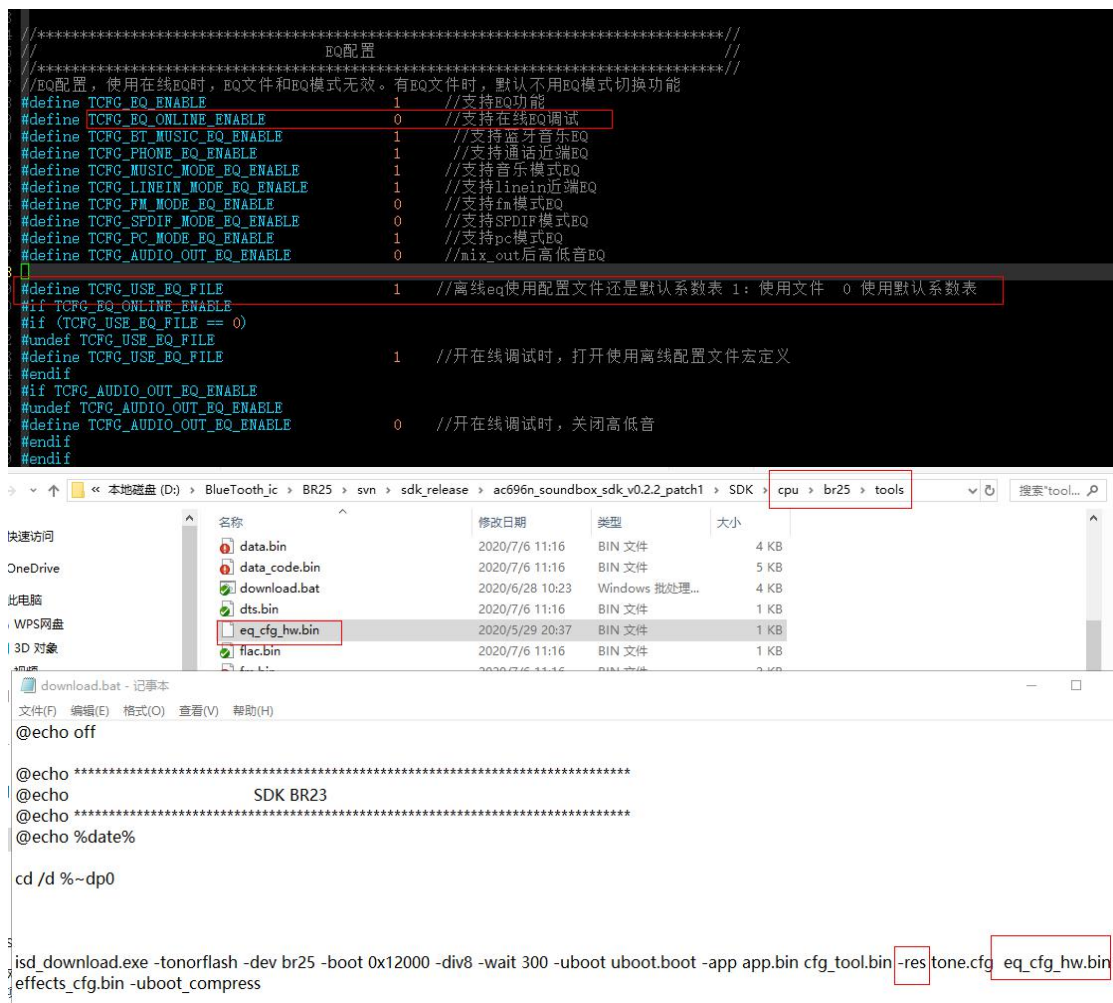 //*****************************************************************************//
// EQ配置 //
//*****************************************************************************//
//EQ配置，使用在线EQ时，EQ文件和EQ模式无效。有EQ文件时，默认不用EQ模式切换功能
#define TCFG_EQ_ENABLE 1 //支持EQ功能
#define TCFG_EQ_ONLINE_ENABLE 0 //支持在线EQ调试
#define TCFG_BT_MUSIC_EQ_ENABLE 1 //支持蓝牙音乐EQ
#define TCFG_PHONE_EQ_ENABLE 1 //支持通话近端EQ
#define TCFG_MUSIC_MODE_EQ_ENABLE 1 //支持音乐模式EQ
#define TCFG_LINEIN_MODE_EQ_ENABLE 1 //支持linein近端EQ
#define TCFG_FM_MODE_EQ_ENABLE 0 //支持fm模式EQ
#define TCFG_SPDIF_MODE_EQ_ENABLE 0 //支持SPDIF模式EQ
#define TCFG_PC_MODE_EQ_ENABLE 1 //支持pc模式EQ
#define TCFG_AUDIO_OUT_EQ_ENABLE 0 //mix_out后高低音EQ
#define TCFG_USE_EQ_FILE 1 //离线eq使用配置文件还是默认系数表 1：使用文件 0 使用默认系数表
#if TCFG_EQ_ONLINE_ENABLE
#if (TCFG_USE_EQ_FILE == 0)
#undef TCFG_USE_EQ_FILE
#define TCFG_USE_EQ_FILE 1 //开在线调试时，打开使用离线配置文件宏定义
#endif
#if TCFG_AUDIO_OUT_EQ_ENABLE
#undef TCFG_AUDIO_OUT_EQ_ENABLE
#define TCFG_AUDIO_OUT_EQ_ENABLE 0 //开在线调试时，关闭高低音
#endif
#endif
« 本地磁盘 (D:) › BlueTooth_ic › BR25 › svn › sdk_release › ac696n_soundbox_sdk_v0.2.2_patch1 › SDK › cpu › br25 › tools 搜索"tool...
名称 修改日期 类型 大小
快速访问
data.bin 2020/7/6 11:16 BIN 文件 4 KB
OneDrive
data_code.bin 2020/7/6 11:16 BIN 文件 5 KB
download.bat 2020/6/28 10:23 Windows 批处理... 4 KB
此电脑
dts.bin 2020/7/6 11:16 BIN 文件 1 KB
WPS网盘
eq_cfg_hw.bin 2020/5/29 20:37 BIN 文件 1 KB
3D 对象
flac.bin 2020/7/6 11:16 BIN 文件 1 KB
download.bat - 记事本
文件(F) 编辑(E) 格式(O) 查看(V) 帮助(H)
@echo off
@echo *******************************************************************************
@echo SDK BR23
@echo *******************************************************************************
@echo %date%
cd /d %~dp0
isd_download.exe -tonorflash -dev br25 -boot 0x12000 -div8 -wait 300 -uboot uboot.boot -app app.bin cfg_tool.bin -res tone.cfg eq_cfg_hw.bin
effects_cfg.bin -uboot_compress